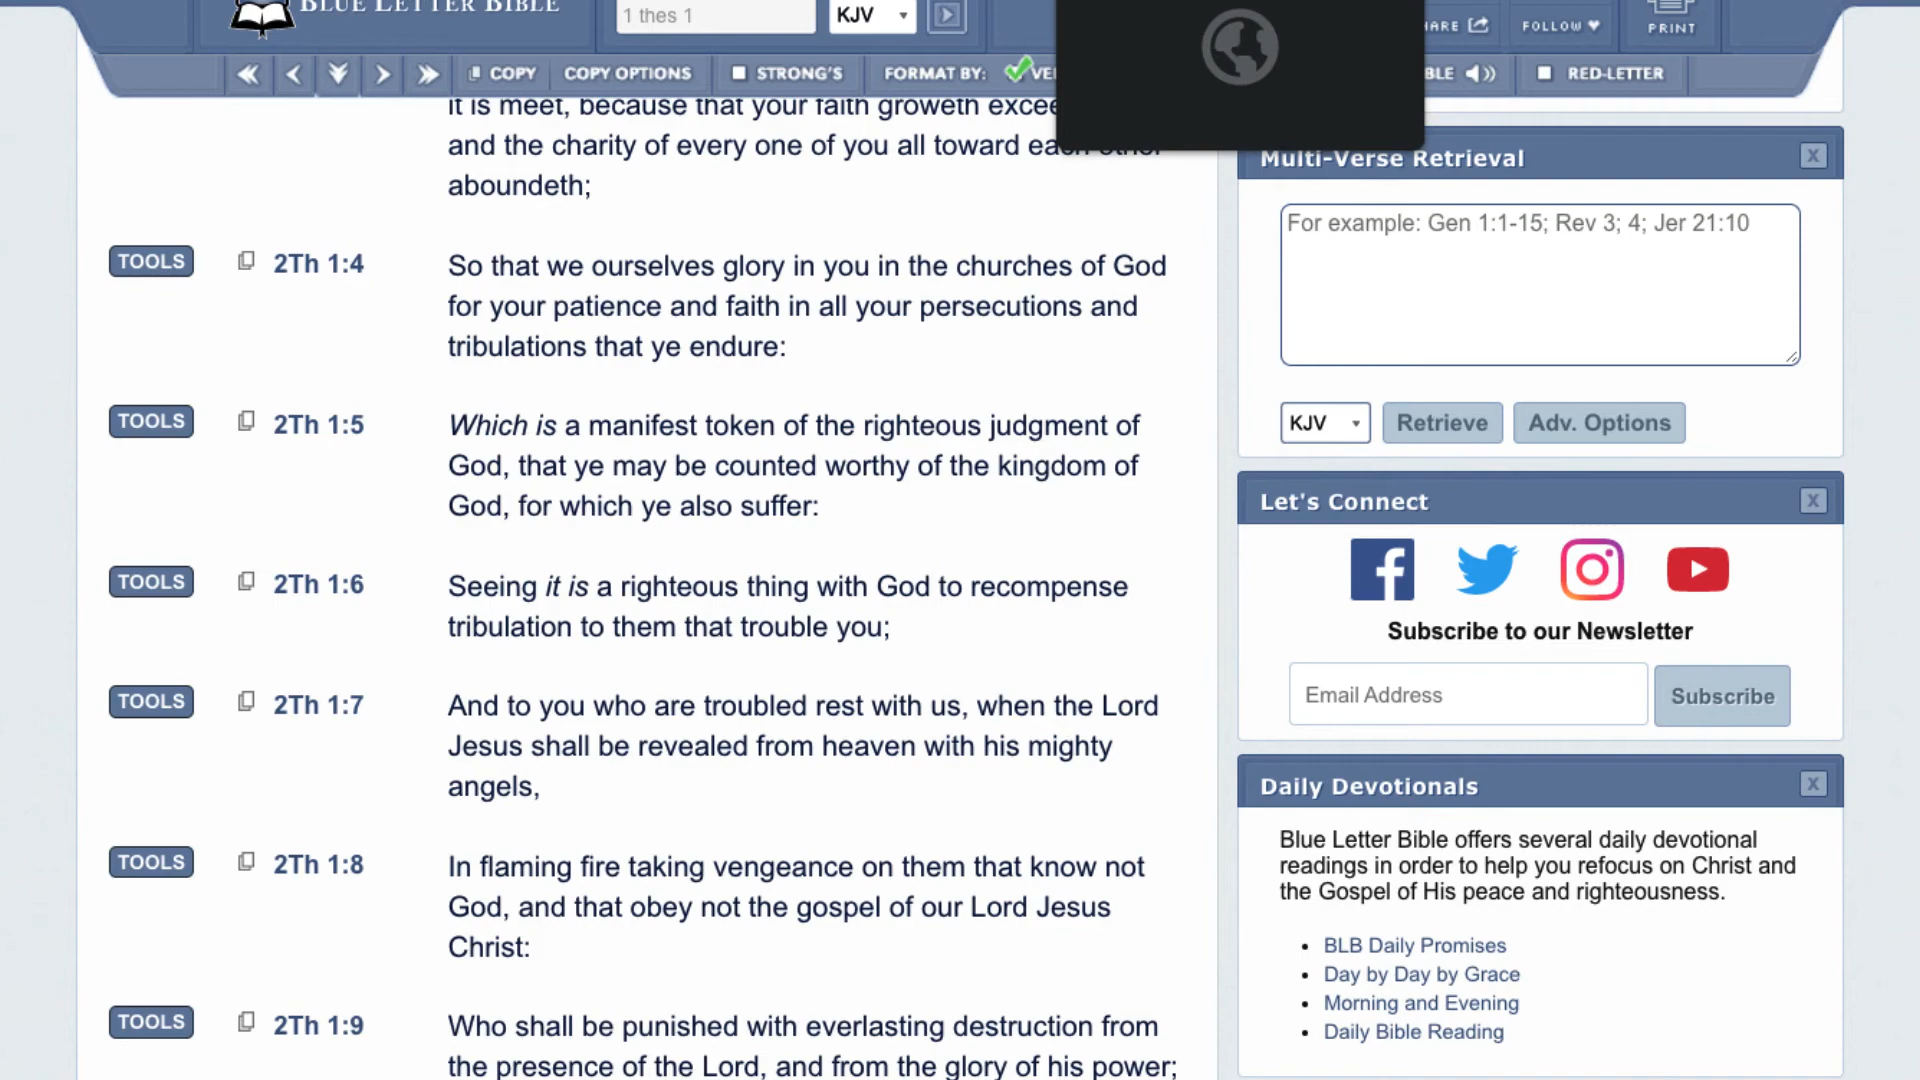 BLUE LETTER BIBLE
1 thes 1
KJV
FOLLOW
PRINT
COPY
COPY OPTIONS
STRONG'S
FORMAT BY:
RED-LETTER
it is meet, because that your faith groweth
and the charity of every one of you all toward each other
aboundeth;
TOOLS 2Th 1:4 So that we ourselves glory in you in the churches of God
for your patience and faith in all your persecutions and
tribulations that ye endure:
TOOLS 2Th 1:5 Which is a manifest token of the righteous judgment of
God, that ye may be counted worthy of the kingdom of
God, for which ye also suffer:
TOOLS 2Th 1:6 Seeing it is a righteous thing with God to recompense
tribulation to them that trouble you;
TOOLS 2Th 1:7 And to you who are troubled rest with us, when the Lord
Jesus shall be revealed from heaven with his mighty
angels,
TOOLS 2Th 1:8 In flaming fire taking vengeance on them that know not
God, and that obey not the gospel of our Lord Jesus
Christ:
TOOLS 2Th 1:9 Who shall be punished with everlasting destruction from
the presence of the Lord, and from the glory of his power;
Multi-Verse Retrieval X
For example: Gen 1:1-15; Rev 3; 4; Jer 21:10
KJV Retrieve Adv. Options
Let's Connect X
Subscribe to our Newsletter
Email Address Subscribe
Daily Devotionals X
Blue Letter Bible offers several daily devotional
readings in order to help you refocus on Christ and
the Gospel of His peace and righteousness.
• BLB Daily Promises
• Day by Day by Grace
• Morning and Evening
• Daily Bible Reading